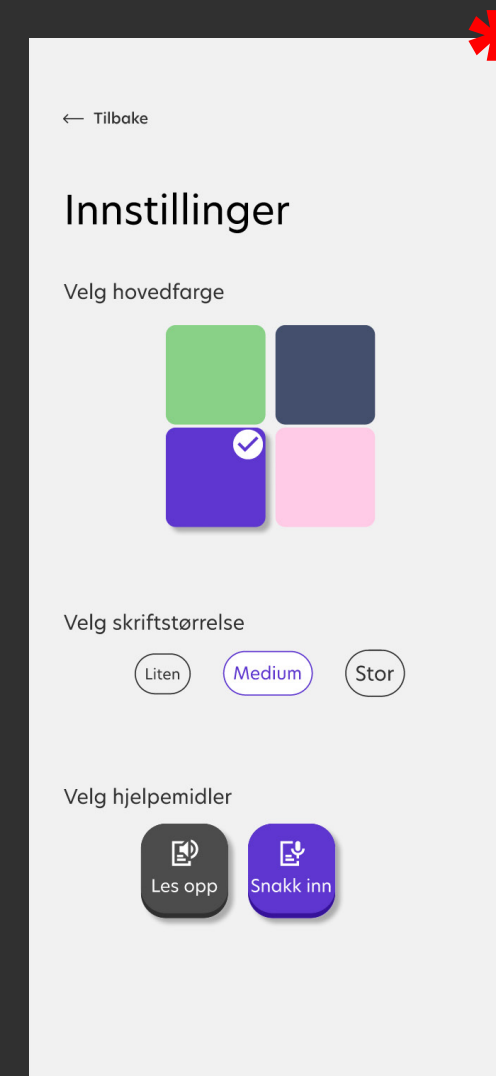 Tilbake
Innstillinger
Velg hovedfarge
Velg skriftstørrelse
Liten Medium Stor
Velg hjelpemidler
Les opp Snakk inn